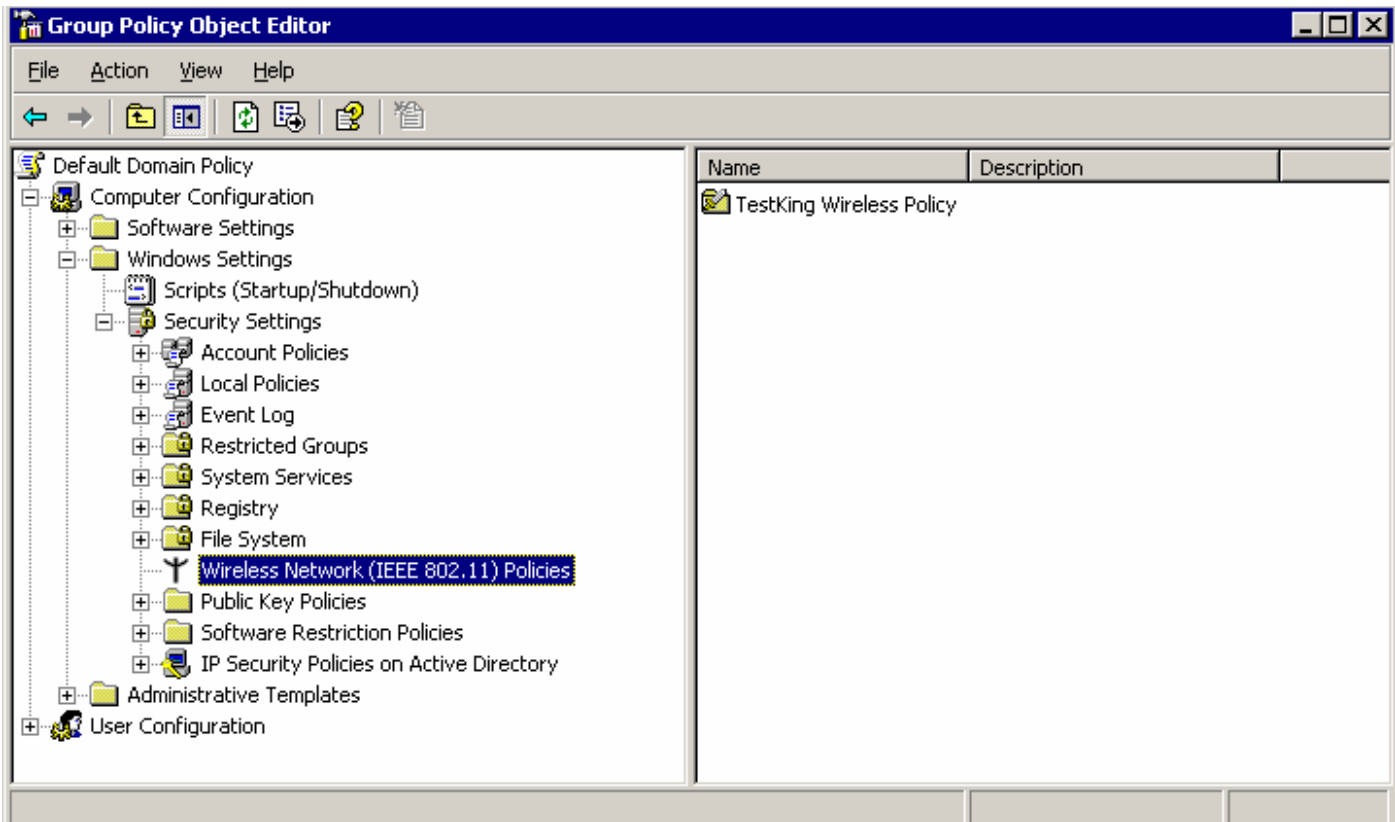 Group Policy Object Editor
File Action View Help
Default Domain Policy
Computer Configuration
Software Settings
Windows Settings
Scripts (Startup/Shutdown)
Security Settings
Account Policies
Local Policies
Event Log
Restricted Groups
System Services
Registry
File System
Wireless Network (IEEE 802.11) Policies
Public Key Policies
Software Restriction Policies
IP Security Policies on Active Directory
Administrative Templates
User Configuration
Name Description
TestKing Wireless Policy